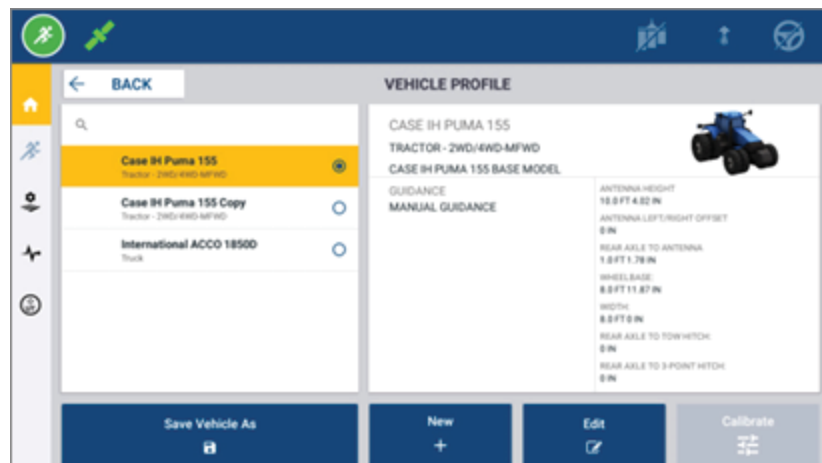 BACK
VEHICLE PROFILE
Case IH Puma 155
Tractor - 2WD/4WD-MFWD
Case IH Puma 155 Copy
Tractor - 2WD/4WD-MFWD
International ACCO 1850D
Truck
CASE IH PUMA 155
TRACTOR - 2WD/4WD-MFWD
CASE IH PUMA 155 BASE MODEL
GUIDANCE
MANUAL GUIDANCE
ANTENNA HEIGHT
10.0 FT 4.02 IN
ANTENNA LEFT/RIGHT OFFSET
0 IN
REAR AXLE TO ANTENNA
1.0 FT 1.78 IN
WHEELBASE:
8.0 FT 11.87 IN
WIDTH:
8.0 FT 0 IN
REAR AXLE TO TOW HITCH:
0 IN
REAR AXLE TO 3-POINT HITCH:
0 IN
Save Vehicle As
New
Edit
Calibrate